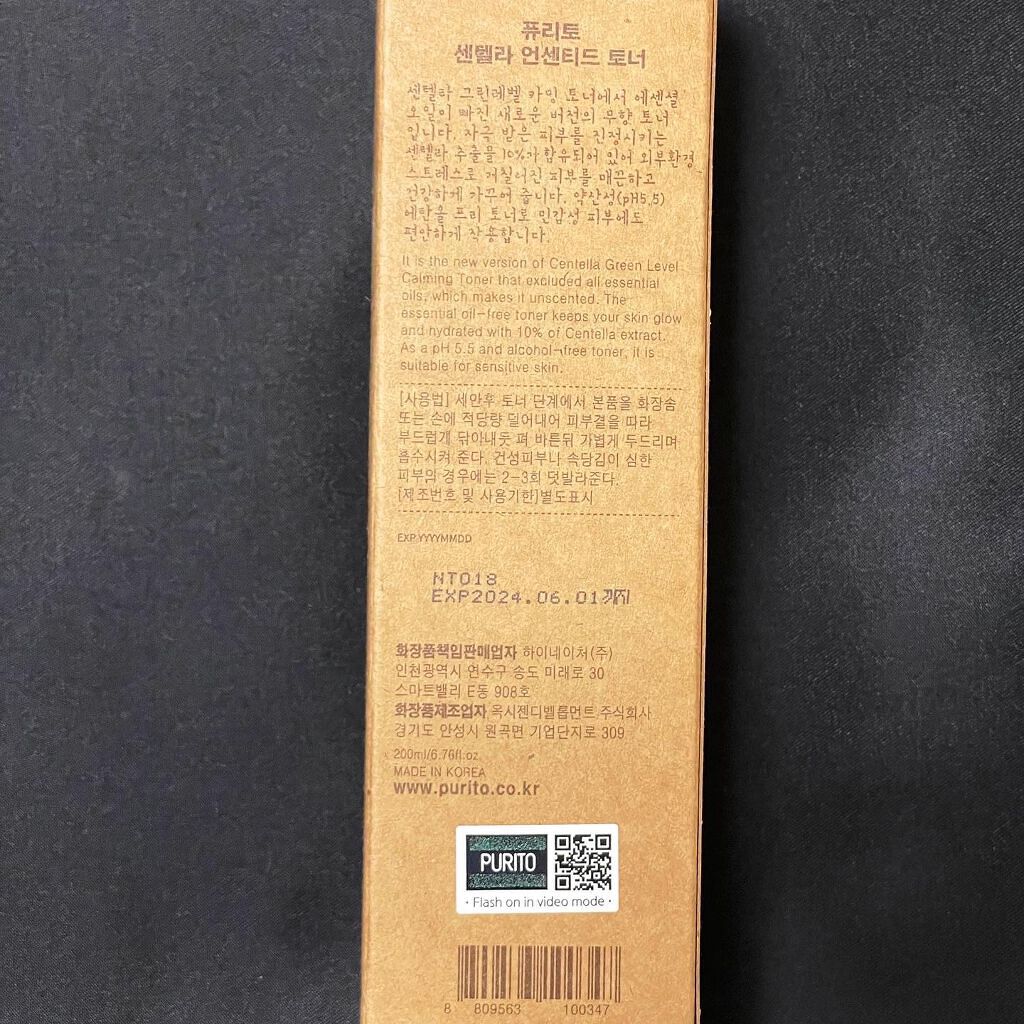 퓨리토
센텔라 언센티드 토너
센텔라 그린레벨 카밍 토너에서 에센셜
오일이 빠진 새로운 버전의 무향 토너
입니다. 자극 받은 피부를 진정시키는
센텔라 추출물 10%가 함유되어 있어 외부환경
스트레스로 거칠어진 피부를 매끈하고
건강하게 가꾸어 줍니다. 약산성(pH5.5)
에탄올 프리 토너로 민감성 피부에도
편안하게 작용합니다.
It is the new version of Centella Green Level
Calming Toner that excluded all essential
oils, which makes it unscented. The
essential oil-free toner keeps your skin glow
and hydrated with 10% of Centella extract.
As a pH 5.5 and alcohol-free toner, it is
suitable for sensitive skin.
[사용법] 세안후 토너 단계에서 본품을 화장솜
또는 손에 적당량 덜어내어 피부결을 따라
부드럽게 닦아내듯 펴 바른뒤 가볍게 두드리며
흡수시켜 준다. 건성피부나 속당김이 심한
피부의 경우에는 2-3회 덧발라준다.
[제조번호 및 사용기한]별도표시
EXP.YYYYMMDD
NT018
EXP2024.06.01까지
화장품책임판매업자 하이네이처(주)
인천광역시 연수구 송도 미래로 30
스마트밸리 E동 908호
화장품제조업자 옥시젠디벨롭먼트 주식회사
경기도 안성시 원곡면 기업단지로 309
200ml/6.76fl.oz.
MADE IN KOREA
www.purito.co.kr
PURITO
· Flash on in video mode ·
8 809563 100347